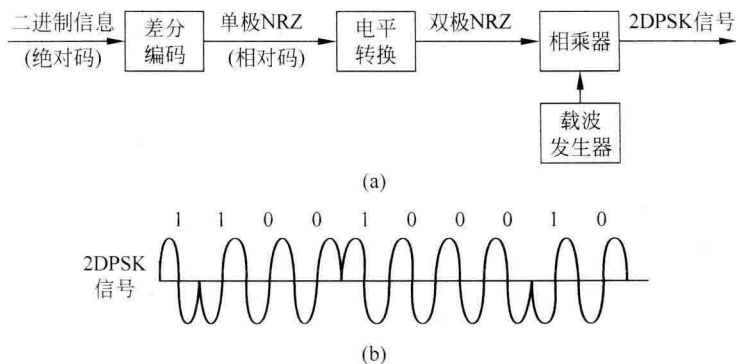 二进制信息
(绝对码)
差分
编码
单极NRZ
(相对码)
电平
转换
双极NRZ
相乘器
2DPSK信号
载波
发生器
(a)
1 1 0 0 1 0 0 0 1 0
2DPSK
信号
(b)